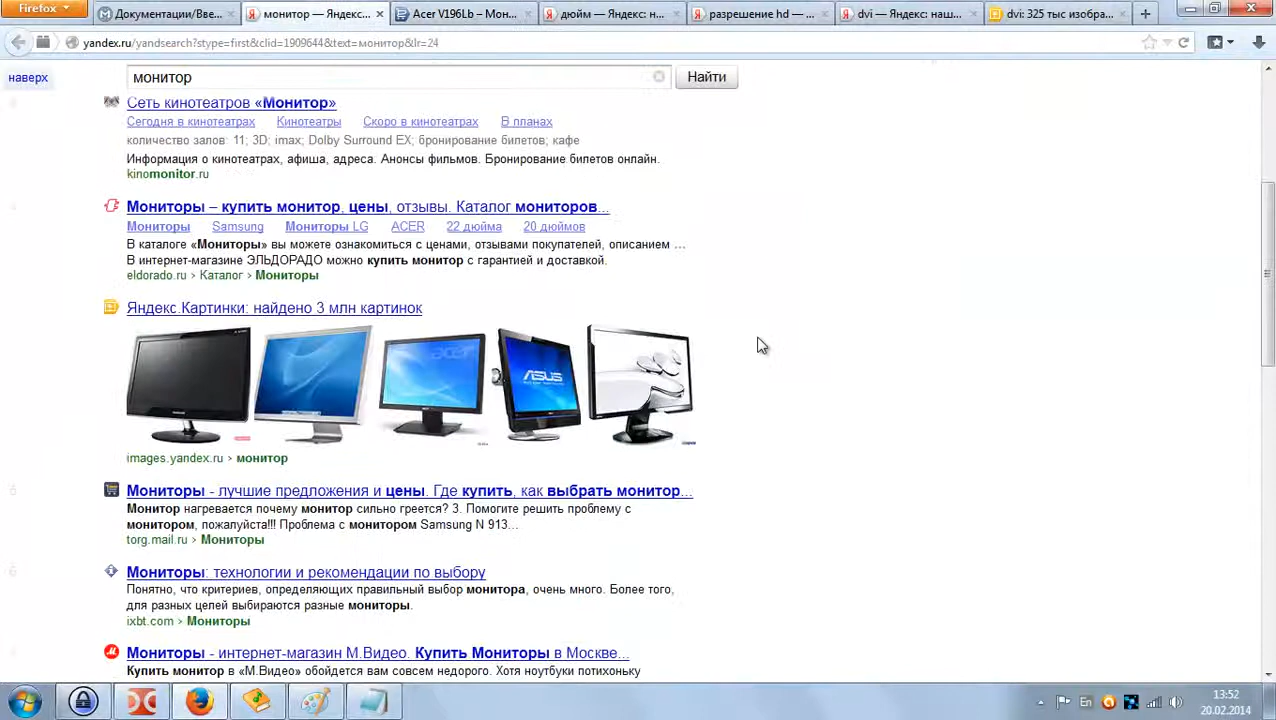 Firefox
Документации/Вве...
монитор — Яндекс...
Acer V196Lb – Мон...
дюйм — Яндекс: н...
разрешение hd — ...
dvi — Яндекс: наш...
dvi: 325 тыс изобра...
yandex.ru/yandsearch?stype=first&clid=1909644&text=монитор&lr=24
наверх
монитор
Найти
Сеть кинотеатров «Монитор»
Сегодня в кинотеатрах Кинотеатры Скоро в кинотеатрах В планах
количество залов: 11; 3D; imax; Dolby Surround EX; бронирование билетов; кафе
Информация о кинотеатрах, афиша, адреса. Анонсы фильмов. Бронирование билетов онлайн.
kinomonitor.ru
Мониторы – купить монитор, цены, отзывы. Каталог мониторов...
Мониторы Samsung Мониторы LG ACER 22 дюйма 20 дюймов
В каталоге «Мониторы» вы можете ознакомиться с ценами, отзывами покупателей, описанием ...
В интернет-магазине ЭЛЬДОРАДО можно купить монитор с гарантией и доставкой.
eldorado.ru › Каталог › Мониторы
Яндекс.Картинки: найдено 3 млн картинок
acer
ASUS
images.yandex.ru › монитор
Мониторы - лучшие предложения и цены. Где купить, как выбрать монитор...
Монитор нагревается почему монитор сильно греется? 3. Помогите решить проблему с
монитором, пожалуйста!!! Проблема с монитором Samsung N 913...
torg.mail.ru › Мониторы
Мониторы: технологии и рекомендации по выбору
Понятно, что критериев, определяющих правильный выбор монитора, очень много. Более того,
для разных целей выбираются разные мониторы.
ixbt.com › Мониторы
Мониторы - интернет-магазин М.Видео. Купить Мониторы в Москве...
Купить монитор в «М.Видео» обойдется вам совсем недорого. Хотя ноутбуки потихоньку
En
13:52
20.02.2014